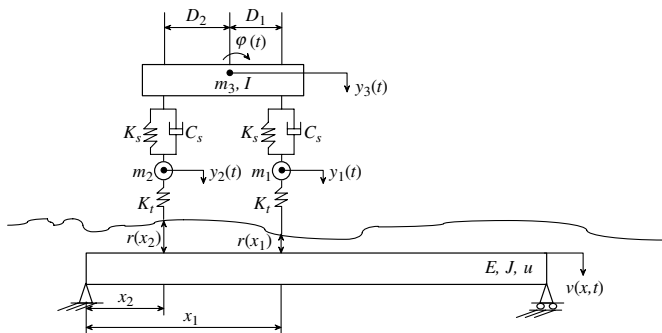 D₂ D₁
φ(t)
m₃, I
y₃(t)
Kₛ Cₛ Kₛ Cₛ
m₂ y₂(t) m₁ y₁(t)
Kₜ Kₜ
r(x₂) r(x₁)
E, J, u
x₂ v(x,t)
x₁